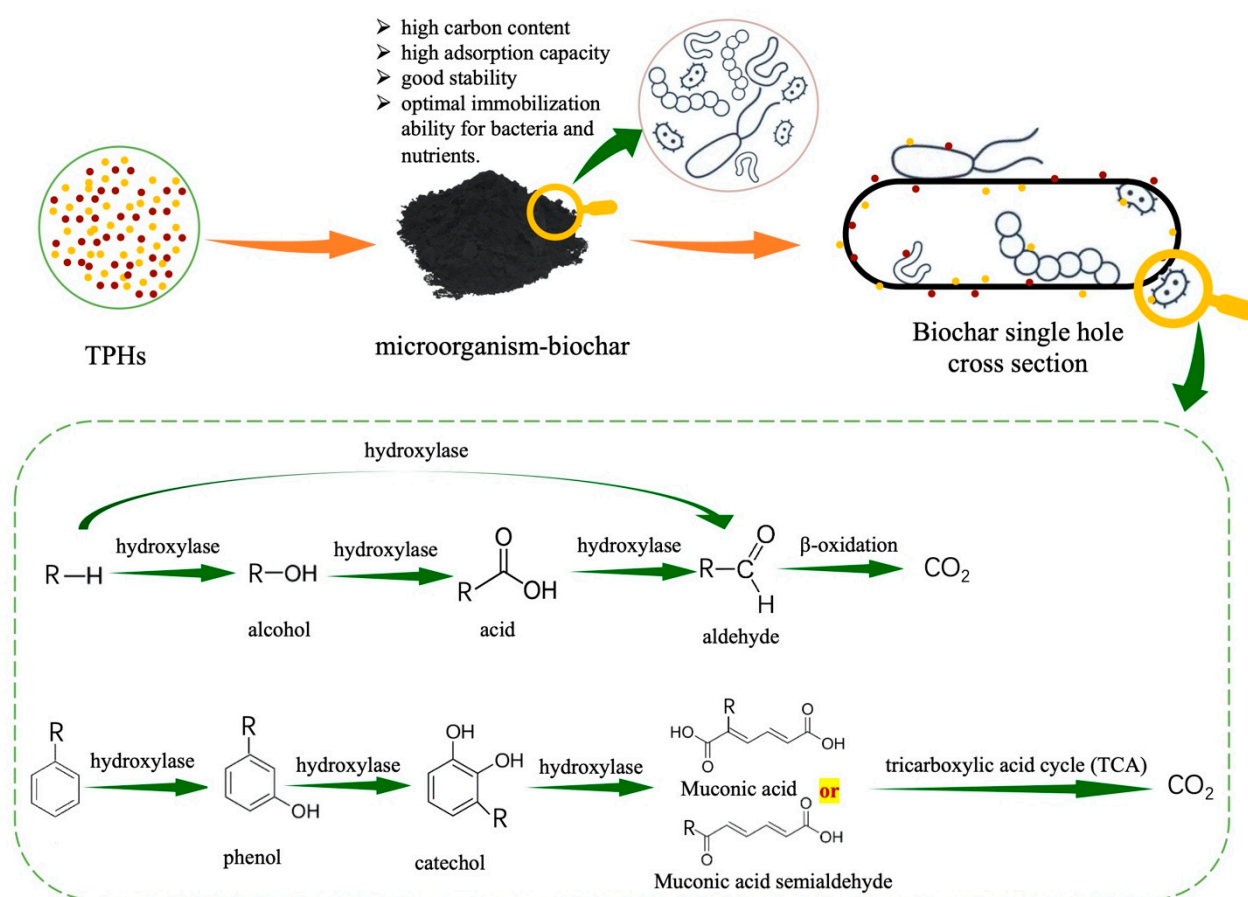 ➢ high carbon content
➢ high adsorption capacity
➢ good stability
➢ optimal immobilization
ability for bacteria and
nutrients.
TPHs
microorganism-biochar
Biochar single hole
cross section
hydroxylase
R—H
hydroxylase
R—OH
alcohol
hydroxylase
O
R
OH
acid
hydroxylase
O
R—C
H
aldehyde
β-oxidation
CO₂
R
hydroxylase
R
OH
phenol
hydroxylase
OH
OH
R
catechol
hydroxylase
R
O
HO
OH
O
Muconic acid or
O
R
OH
O
Muconic acid semialdehyde
tricarboxylic acid cycle (TCA)
CO₂